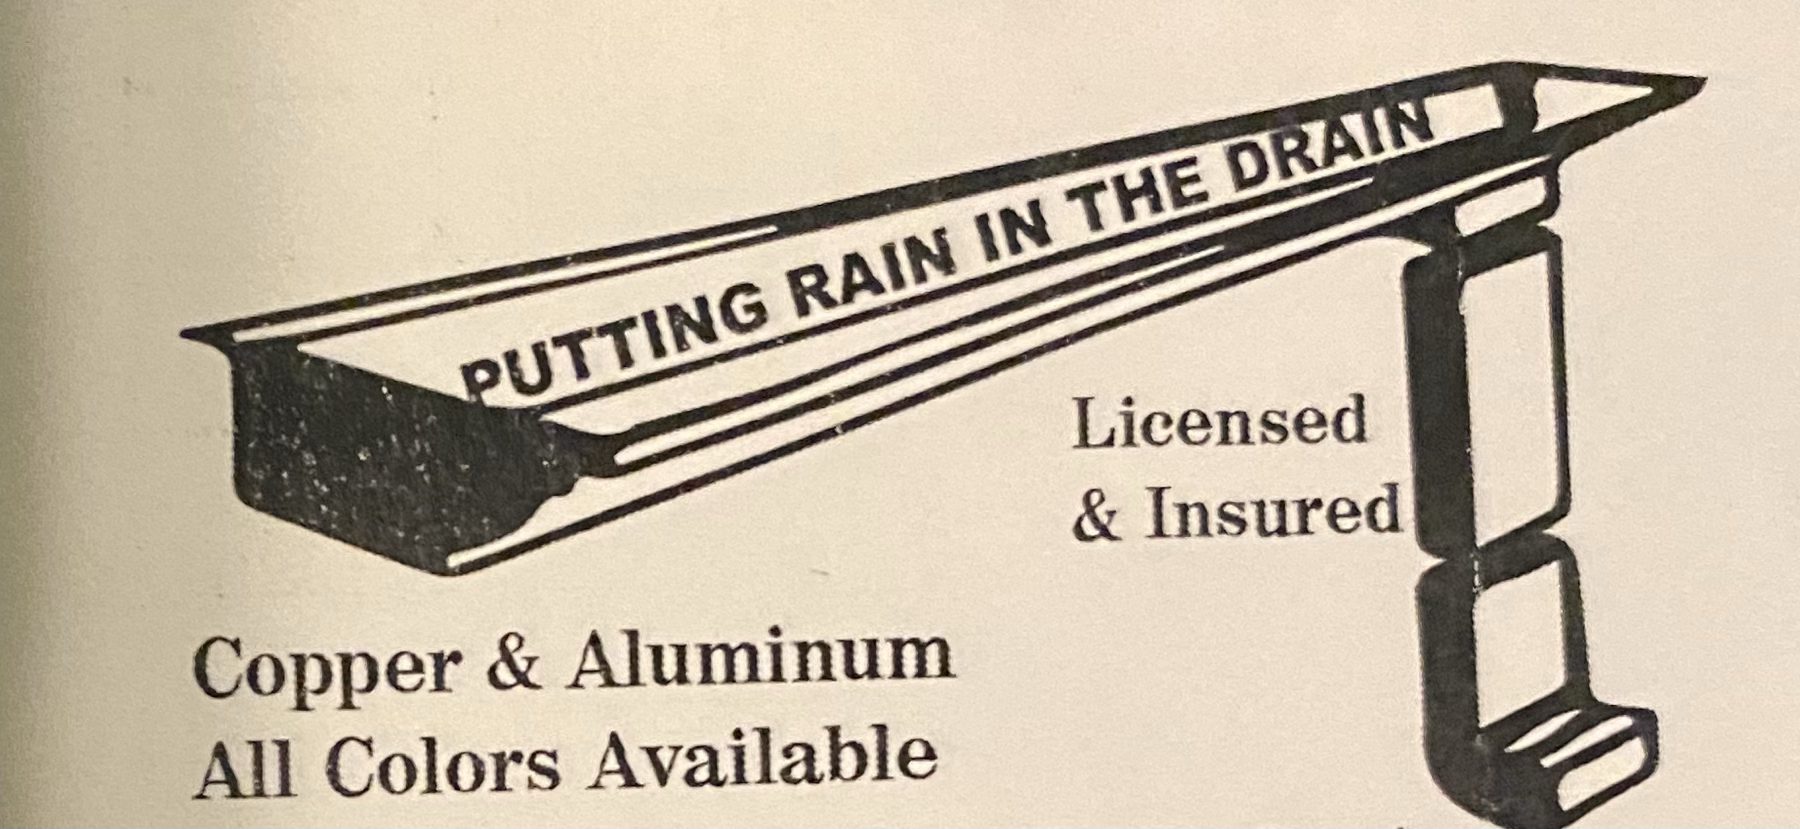 PUTTING RAIN IN THE DRAIN
Licensed
& Insured
Copper & Aluminum
All Colors Available